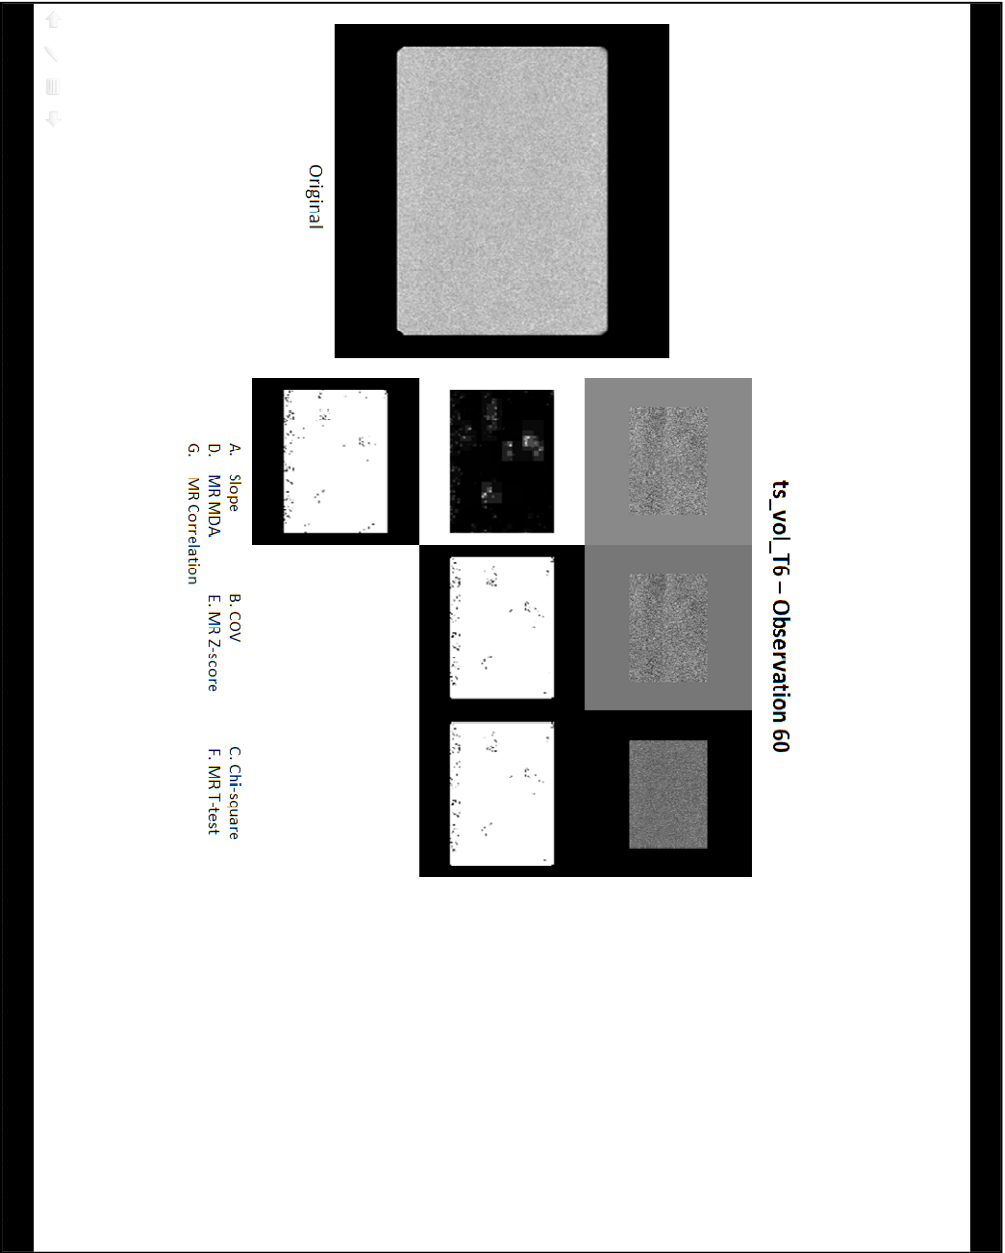 ts_vol_T6 – Observation 60
Original
A. Slope B. COV C. Chi-square
D. MR MDA E. MR Z-score F. MR T-test
G. MR Correlation